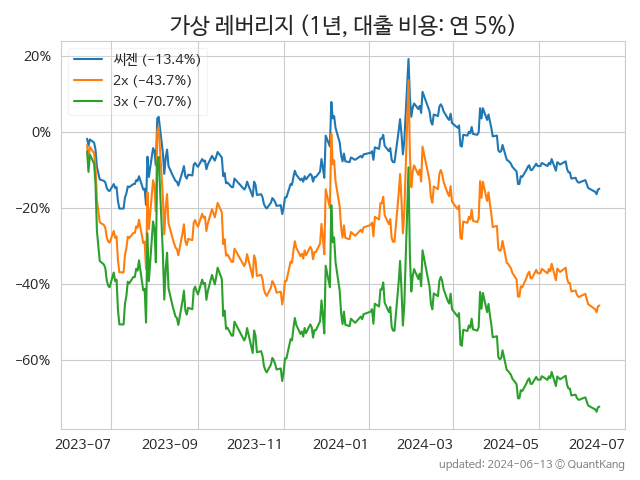 가상 레버리지 (1년, 대출 비용: 연 5%)
씨젠 (−13.4%)
2x (−43.7%)
3x (−70.7%)
20%
0%
−20%
−40%
−60%
2023-07
2023-09
2023-11
2024-01
2024-03
2024-05
2024-07
updated: 2024-06-13 © QuantKang